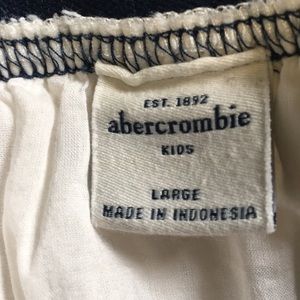 EST. 1892
abercrombie
KIDS
LARGE
MADE IN INDONESIA